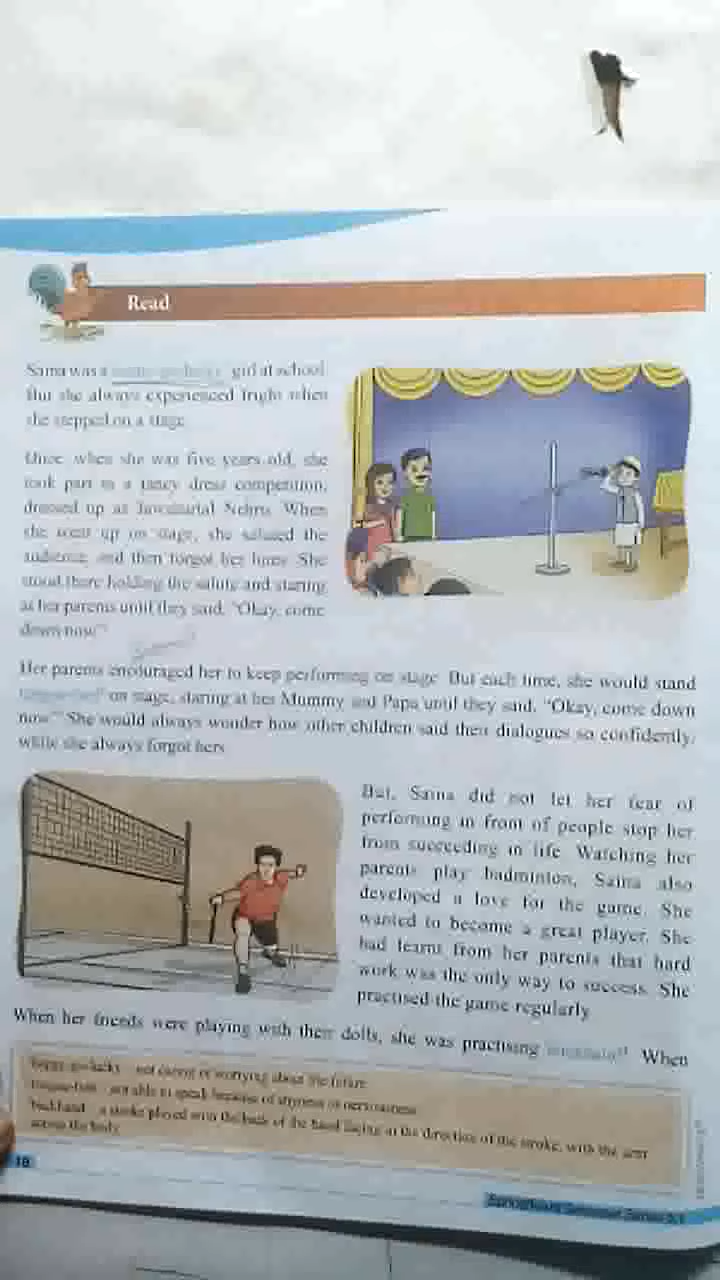 Read
Saina was a happy-go-lucky girl at school.
But she always experienced fright when
she stepped on a stage.
Once, when she was five years old, she
took part in a fancy dress competition,
dressed up as Jawaharlal Nehru. When
she went up on stage, she saluted the
audience and then forgot her lines. She
stood there holding the salute and staring
at her parents until they said, "Okay, come
down now."
Her parents encouraged her to keep performing on stage. But each time, she would stand
on stage, staring at her Mummy and Papa until they said, "Okay, come down
now." She would always wonder how other children said their dialogues so confidently,
while she always forgot hers.
But, Saina did not let her fear of
performing in front of people stop her
from succeeding in life. Watching her
parents play badminton, Saina also
developed a love for the game. She
wanted to become a great player. She
had learnt from her parents that hard
work was the only way to success. She
practised the game regularly.
When her friends were playing with their dolls, she was practising When
happy-go-lucky not caring or worrying about the future
tongue-tied not able to speak because of shyness or nervousness
backhand a stroke played with the back of the hand facing in the direction of the stroke, with the arm
across the body
18